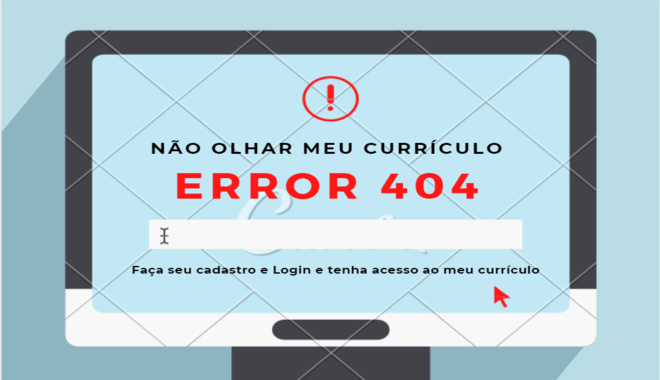 NÃO OLHAR MEU CURRÍCULO
ERROR 404
Faça seu cadastro e Login e tenha acesso ao meu currículo